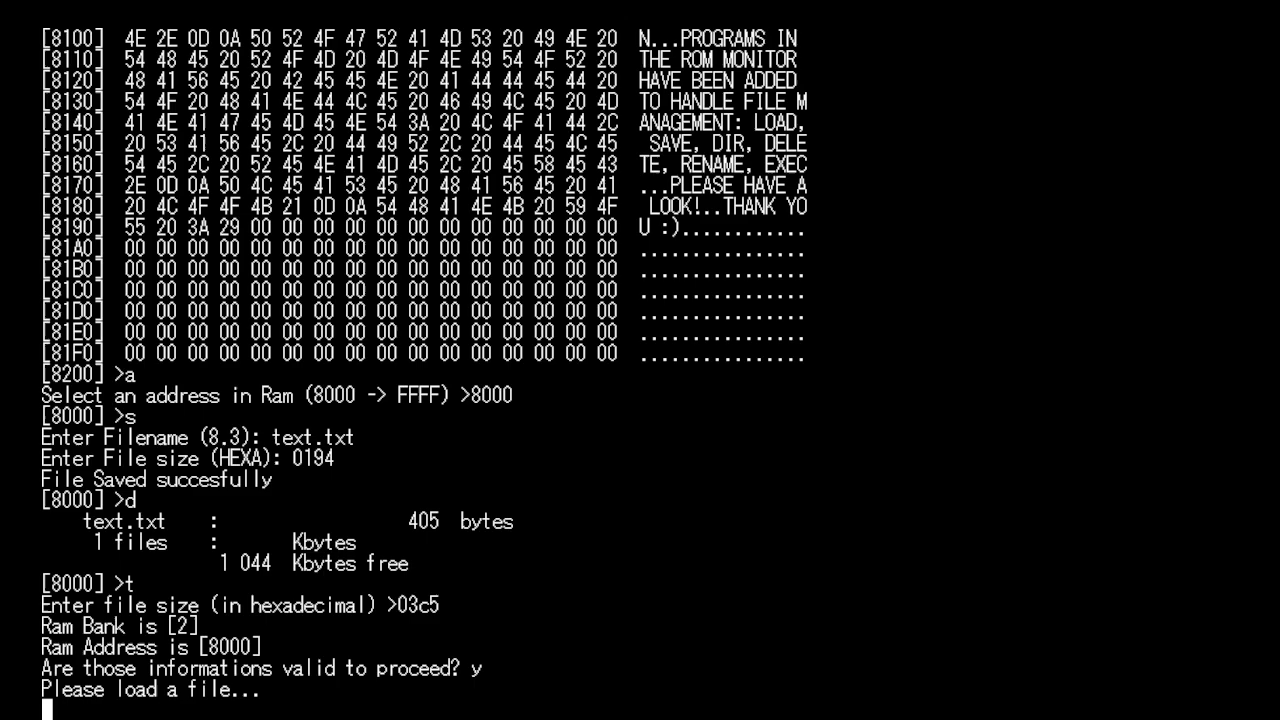 [8100]  4E 2E 0D 0A 50 52 4F 47 52 41 4D 53 20 49 4E 20  N...PROGRAMS IN
[8110]  54 48 45 20 52 4F 4D 20 4D 4F 4E 49 54 4F 52 20  THE ROM MONITOR
[8120]  48 41 56 45 20 42 45 45 4E 20 41 44 44 45 44 20  HAVE BEEN ADDED
[8130]  54 4F 20 48 41 4E 44 4C 45 20 46 49 4C 45 20 4D  TO HANDLE FILE M
[8140]  41 4E 41 47 45 4D 45 4E 54 3A 20 4C 4F 41 44 2C  ANAGEMENT: LOAD,
[8150]  20 53 41 56 45 2C 20 44 49 52 2C 20 44 45 4C 45   SAVE, DIR, DELE
[8160]  54 45 2C 20 52 45 4E 41 4D 45 2C 20 45 58 45 43  TE, RENAME, EXEC
[8170]  2E 0D 0A 50 4C 45 41 53 45 20 48 41 56 45 20 41  ...PLEASE HAVE A
[8180]  20 4C 4F 4F 4B 21 0D 0A 54 48 41 4E 4B 20 59 4F   LOOK!..THANK YO
[8190]  55 20 3A 29 00 00 00 00 00 00 00 00 00 00 00 00  U :)............
[81A0]  00 00 00 00 00 00 00 00 00 00 00 00 00 00 00 00  ................
[81B0]  00 00 00 00 00 00 00 00 00 00 00 00 00 00 00 00  ................
[81C0]  00 00 00 00 00 00 00 00 00 00 00 00 00 00 00 00  ................
[81D0]  00 00 00 00 00 00 00 00 00 00 00 00 00 00 00 00  ................
[81E0]  00 00 00 00 00 00 00 00 00 00 00 00 00 00 00 00  ................
[81F0]  00 00 00 00 00 00 00 00 00 00 00 00 00 00 00 00  ................
[8200] >a
Select an address in Ram (8000 -> FFFF) >8000
[8000] >s
Enter Filename (8.3): text.txt
Enter File size (HEXA): 0194
File Saved succesfully
[8000] >d
text.txt    :                  405  bytes
1 files    :            Kbytes
1 044  Kbytes free
[8000] >t
Enter file size (in hexadecimal) >03c5
Ram Bank is [2]
Ram Address is [8000]
Are those informations valid to proceed? y
Please load a file...